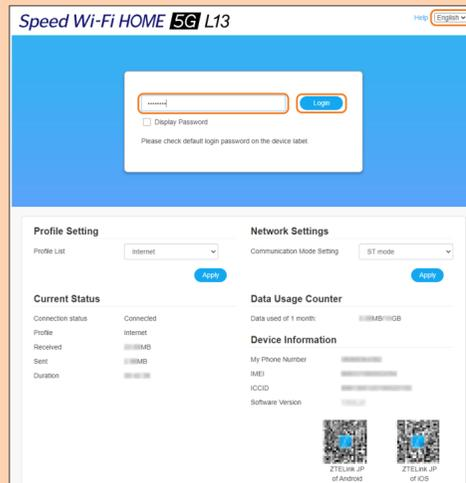 Speed Wi-Fi HOME 5G L13
Help English
Login
Display Password
Please check default login password on the device label.
Profile Setting
Profile List Internet
Apply
Network Settings
Communication Mode Setting ST mode
Apply
Current Status
Connection status Connected
Profile Internet
Received MB
Sent MB
Duration
Data Usage Counter
Data used of 1 month: MB/ GB
Device Information
My Phone Number
IMEI
ICCID
Software Version
ZTELink JP
of Android
ZTELink JP
of iOS